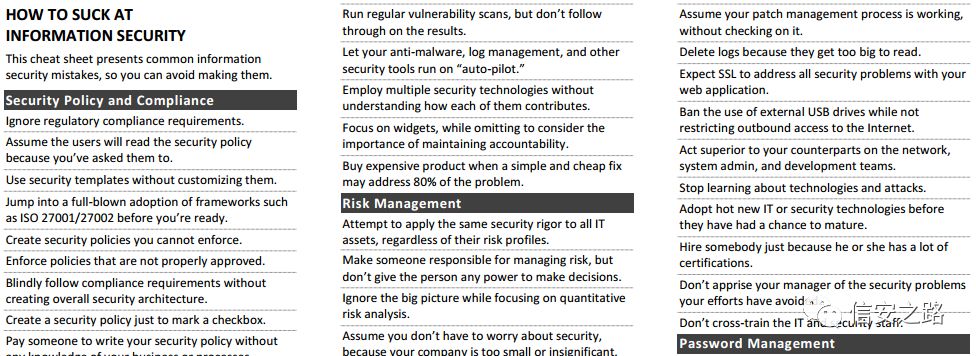 HOW TO SUCK AT
INFORMATION SECURITY
This cheat sheet presents common information
security mistakes, so you can avoid making them.
Security Policy and Compliance
Ignore regulatory compliance requirements.
Assume the users will read the security policy
because you've asked them to.
Use security templates without customizing them.
Jump into a full-blown adoption of frameworks such
as ISO 27001/27002 before you're ready.
Create security policies you cannot enforce.
Enforce policies that are not properly approved.
Blindly follow compliance requirements without
creating overall security architecture.
Create a security policy just to mark a checkbox.
Pay someone to write your security policy without
any knowledge of your business or processes.
Run regular vulnerability scans, but don't follow
through on the results.
Let your anti-malware, log management, and other
security tools run on “auto-pilot.”
Employ multiple security technologies without
understanding how each of them contributes.
Focus on widgets, while omitting to consider the
importance of maintaining accountability.
Buy expensive product when a simple and cheap fix
may address 80% of the problem.
Risk Management
Attempt to apply the same security rigor to all IT
assets, regardless of their risk profiles.
Make someone responsible for managing risk, but
don't give the person any power to make decisions.
Ignore the big picture while focusing on quantitative
risk analysis.
Assume you don't have to worry about security,
because your company is too small or insignificant.
Assume your patch management process is working,
without checking on it.
Delete logs because they get too big to read.
Expect SSL to address all security problems with your
web application.
Ban the use of external USB drives while not
restricting outbound access to the Internet.
Act superior to your counterparts on the network,
system admin, and development teams.
Stop learning about technologies and attacks.
Adopt hot new IT or security technologies before
they have had a chance to mature.
Hire somebody just because he or she has a lot of
certifications.
Don't apprise your manager of the security problems
your efforts have avoided.
信安之路
Don't cross-train the IT and security staff.
Password Management